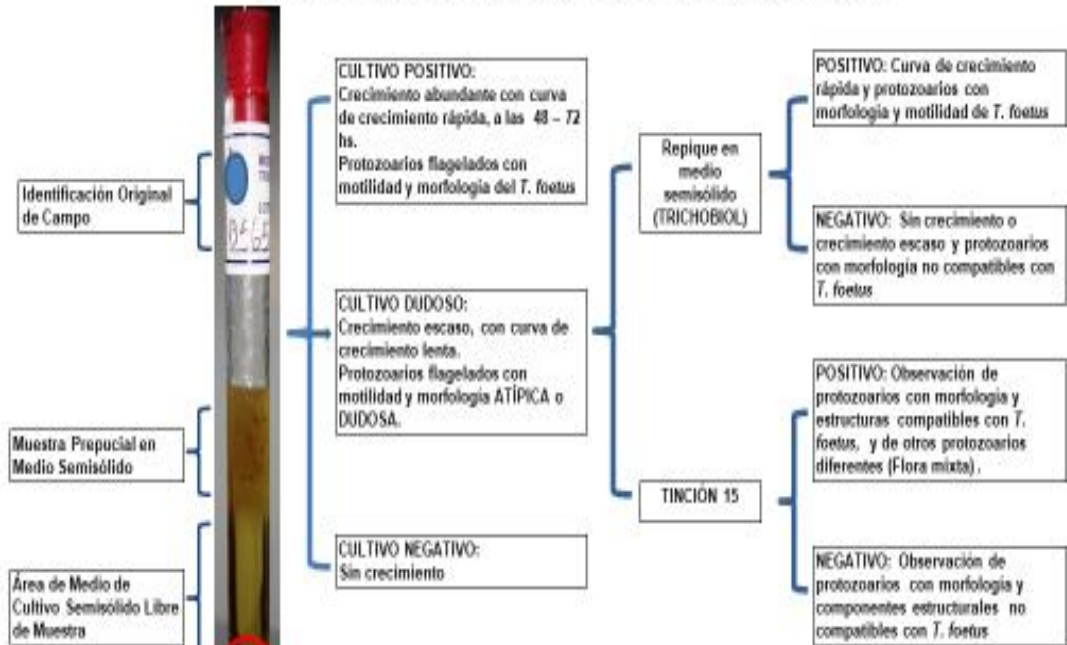 Identificación Original
de Campo
Muestra Prepucial en
Medio Semisólido
Área de Medio de
Cultivo Semisólido Libre
de Muestra
CULTIVO POSITIVO:
Crecimiento abundante con curva
de crecimiento rápida, a las 48 – 72
hs.
Protozoarios flagelados con
motilidad y morfología del T. foetus
CULTIVO DUDOSO:
Crecimiento escaso, con curva de
crecimiento lenta.
Protozoarios flagelados con
motilidad y morfología ATÍPICA o
DUDOSA.
CULTIVO NEGATIVO:
Sin crecimiento
Repique en
medio
semisólido
(TRICHOBIOL)
TINCIÓN 15
POSITIVO: Curva de crecimiento
rápida y protozoarios con
morfología y motilidad de T. foetus
NEGATIVO: Sin crecimiento o
crecimiento escaso y protozoarios
con morfología no compatibles con
T. foetus
POSITIVO: Observación de
protozoarios con morfología y
estructuras compatibles con T.
foetus, y de otros protozoarios
diferentes (Flora mixta).
NEGATIVO: Observación de
protozoarios con morfología y
componentes estructurales no
compatibles con T. foetus